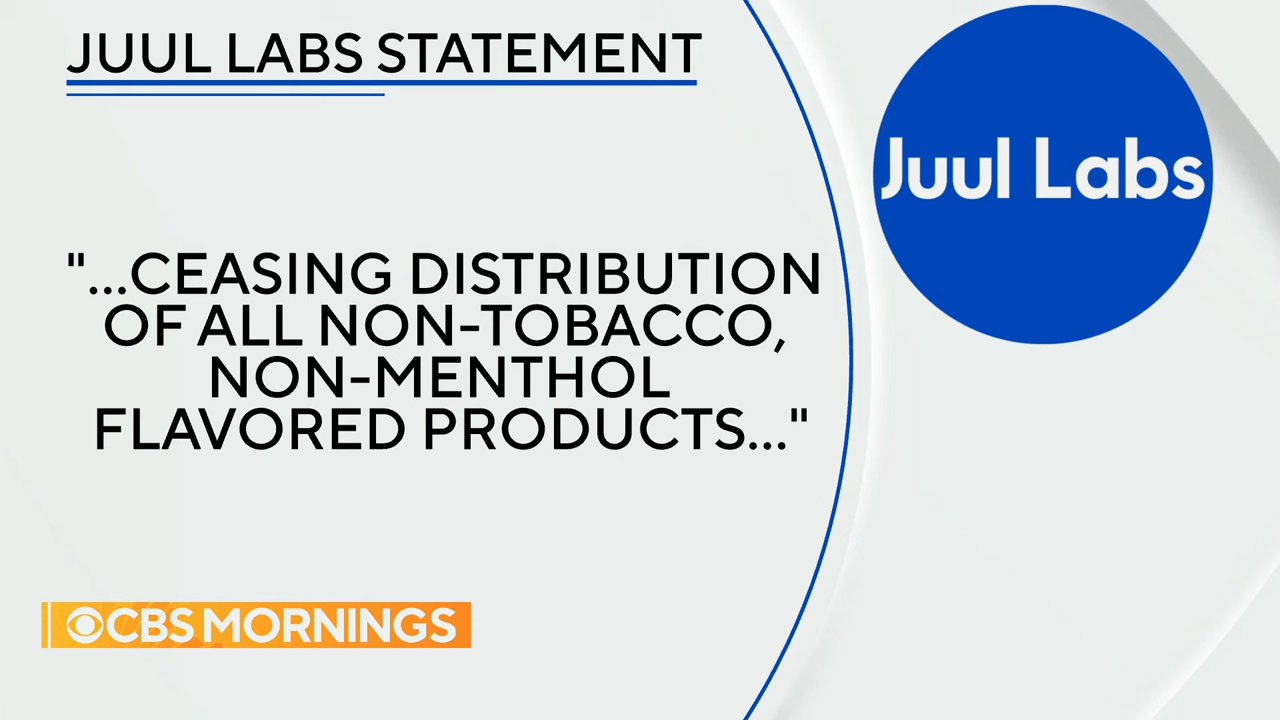 JUUL LABS STATEMENT
Juul Labs
"...CEASING DISTRIBUTION
OF ALL NON-TOBACCO,
NON-MENTHOL
FLAVORED PRODUCTS..."
CBS MORNINGS